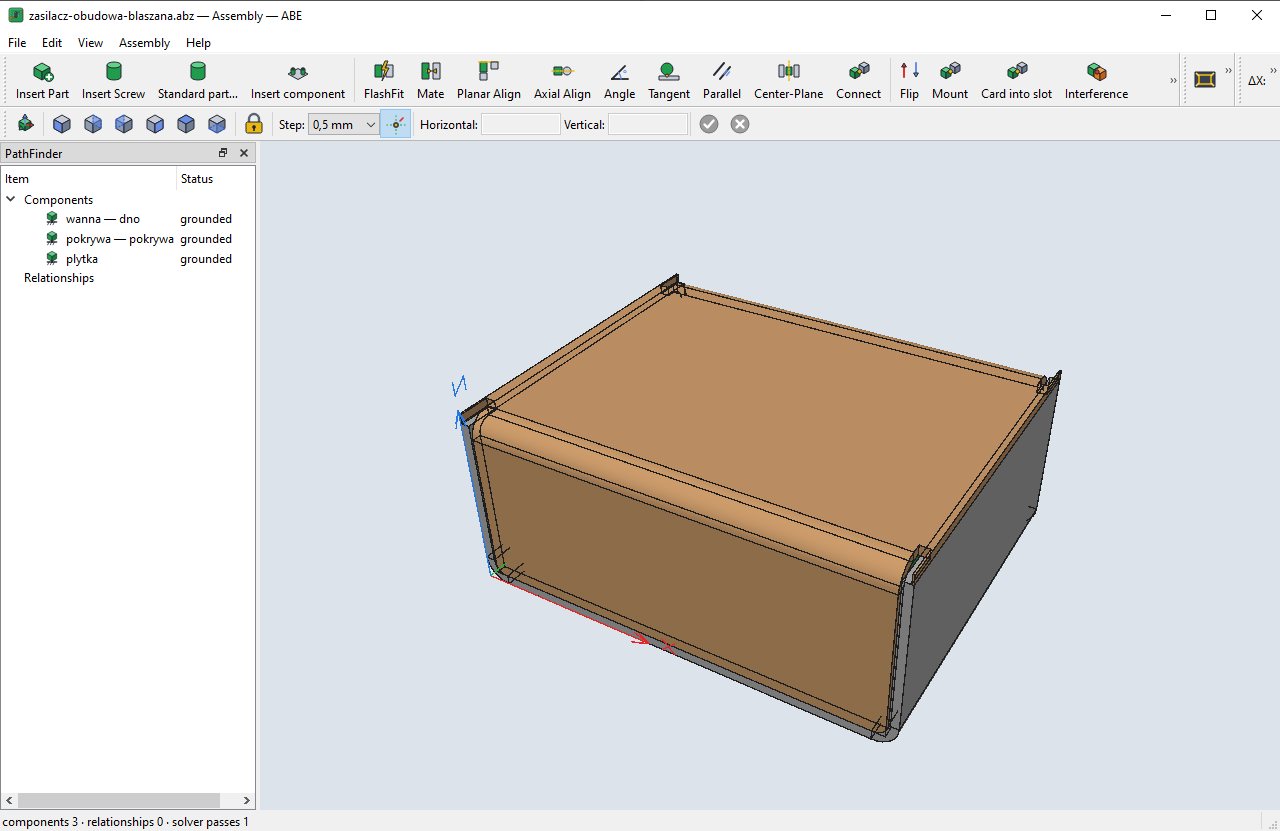 zasilacz-obudowa-blaszana.abz — Assembly — ABE
File Edit View Assembly Help
Insert Part Insert Screw Standard part... Insert component FlashFit Mate Planar Align Axial Align Angle Tangent Parallel Center-Plane Connect Flip Mount Card into slot Interference » » ΔX: »
Step: 0,5 mm Horizontal: Vertical:
PathFinder
Item Status
Components
wanna — dno grounded
pokrywa — pokrywa grounded
plytka grounded
Relationships
components 3 · relationships 0 · solver passes 1